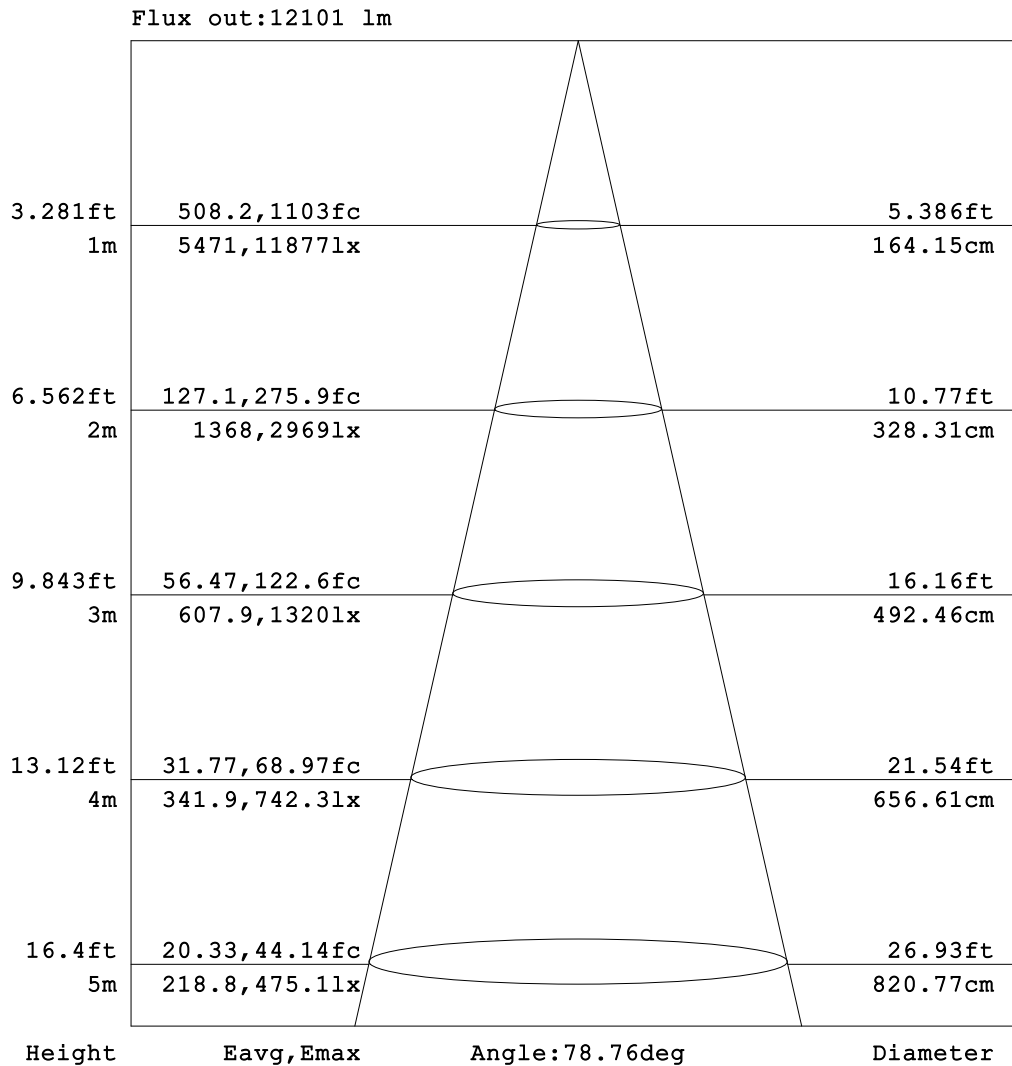 Flux out:12101 lm
3.281ft 508.2,1103fc 5.386ft
1m 5471,11877lx 164.15cm
6.562ft 127.1,275.9fc 10.77ft
2m 1368,2969lx 328.31cm
9.843ft 56.47,122.6fc 16.16ft
3m 607.9,1320lx 492.46cm
13.12ft 31.77,68.97fc 21.54ft
4m 341.9,742.3lx 656.61cm
16.4ft 20.33,44.14fc 26.93ft
5m 218.8,475.1lx 820.77cm
Height Eavg,Emax Angle:78.76deg Diameter